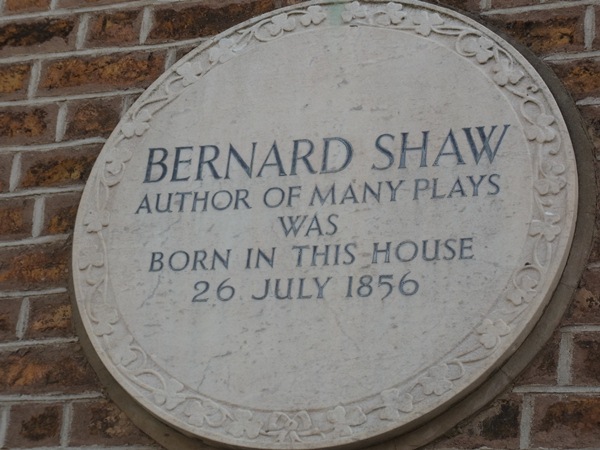 BERNARD SHAW
AUTHOR OF MANY PLAYS
WAS
BORN IN THIS HOUSE
26 JULY 1856